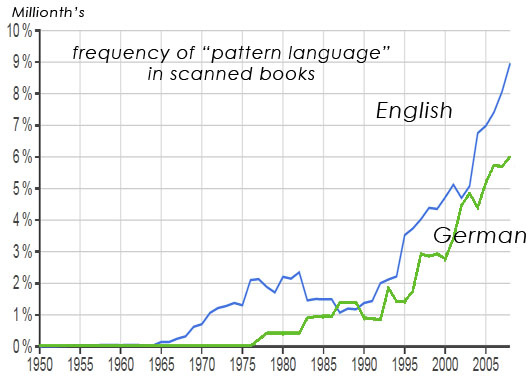 Millionth's
10%
frequency of “pattern language”
in scanned books
9%
8%
English
7%
6%
5%
4%
German
3%
2%
1%
0%
1950 1955 1960 1965 1970 1975 1980 1985 1990 1995 2000 2005